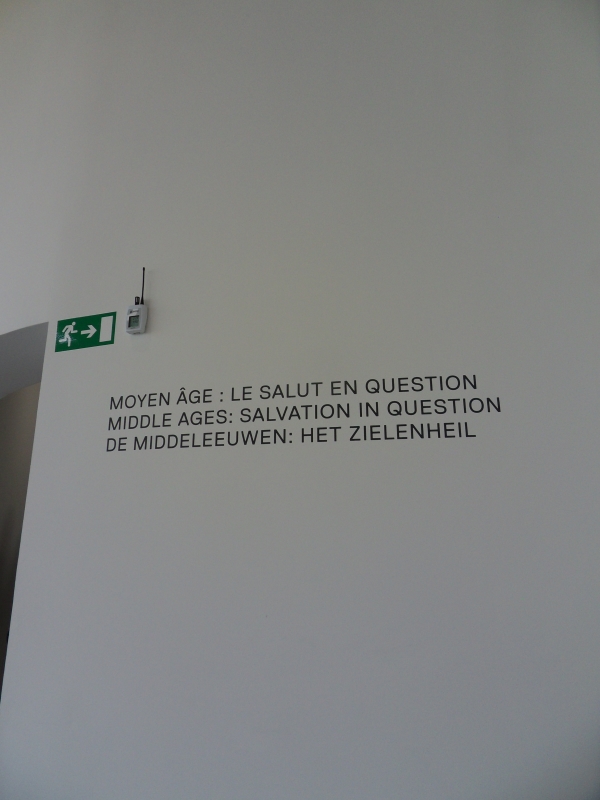 MOYEN ÂGE : LE SALUT EN QUESTION
MIDDLE AGES: SALVATION IN QUESTION
DE MIDDELEEUWEN: HET ZIELENHEIL